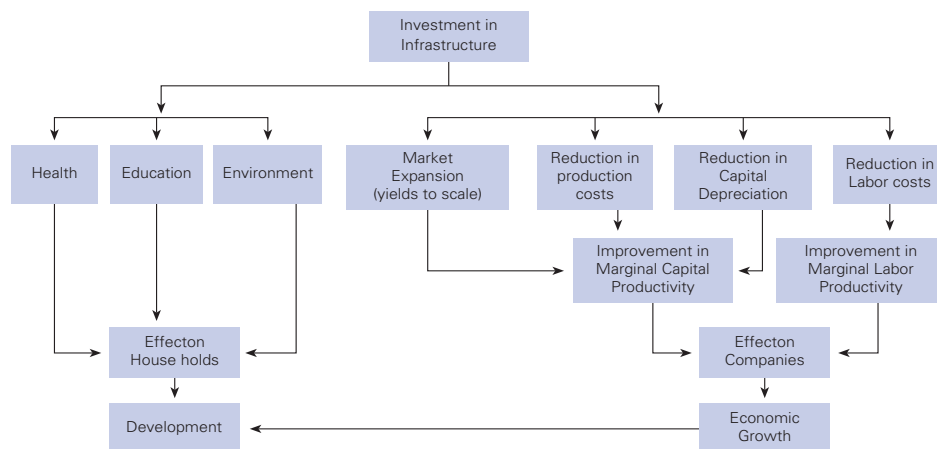 Investment in
Infrastructure
Health
Education
Environment
Market
Expansion
(yields to scale)
Reduction in
production
costs
Reduction in
Capital
Depreciation
Reduction in
Labor costs
Improvement in
Marginal Capital
Productivity
Improvement in
Marginal Labor
Productivity
Effecton
House holds
Effecton
Companies
Development
Economic
Growth